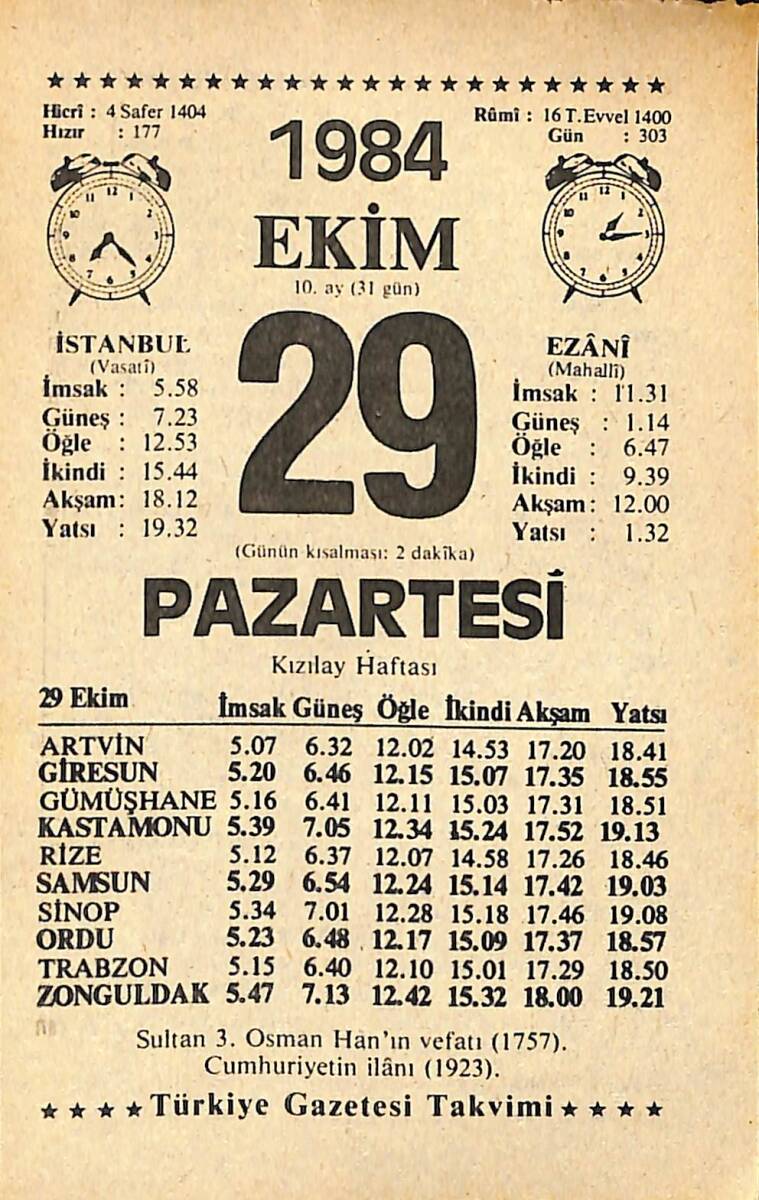 ★ ★ ★ ★ ★ ★ ★ ★ ★ ★ ★ ★ ★ ★ ★ ★ ★ ★ ★ ★ ★ ★ ★ ★
Hicrî : 4 Safer 1404
Hızır : 177
1984
Rûmî : 16 T.Evvel 1400
Gün : 303
EKİM
10. ay (31 gün)
29
İSTANBUL
(Vasatî)
İmsak : 5.58
Güneş : 7.23
Öğle : 12.53
İkindi : 15.44
Akşam: 18.12
Yatsı : 19.32
EZÂNÎ
(Mahallî)
İmsak : 11.31
Güneş : 1.14
Öğle : 6.47
İkindi : 9.39
Akşam: 12.00
Yatsı : 1.32
(Günün kısalması: 2 dakîka)
PAZARTESİ
Kızılay Haftası
29 Ekim İmsak Güneş Öğle İkindi Akşam Yatsı
ARTVİN 5.07 6.32 12.02 14.53 17.20 18.41
GİRESUN 5.20 6.46 12.15 15.07 17.35 18.55
GÜMÜŞHANE 5.16 6.41 12.11 15.03 17.31 18.51
KASTAMONU 5.39 7.05 12.34 15.24 17.52 19.13
RİZE 5.12 6.37 12.07 14.58 17.26 18.46
SAMSUN 5.29 6.54 12.24 15.14 17.42 19.03
SİNOP 5.34 7.01 12.28 15.18 17.46 19.08
ORDU 5.23 6.48 12.17 15.09 17.37 18.57
TRABZON 5.15 6.40 12.10 15.01 17.29 18.50
ZONGULDAK 5.47 7.13 12.42 15.32 18.00 19.21
Sultan 3. Osman Han'ın vefatı (1757).
Cumhuriyetin ilânı (1923).
★ ★ ★ ★ Türkiye Gazetesi Takvimi ★ ★ ★ ★